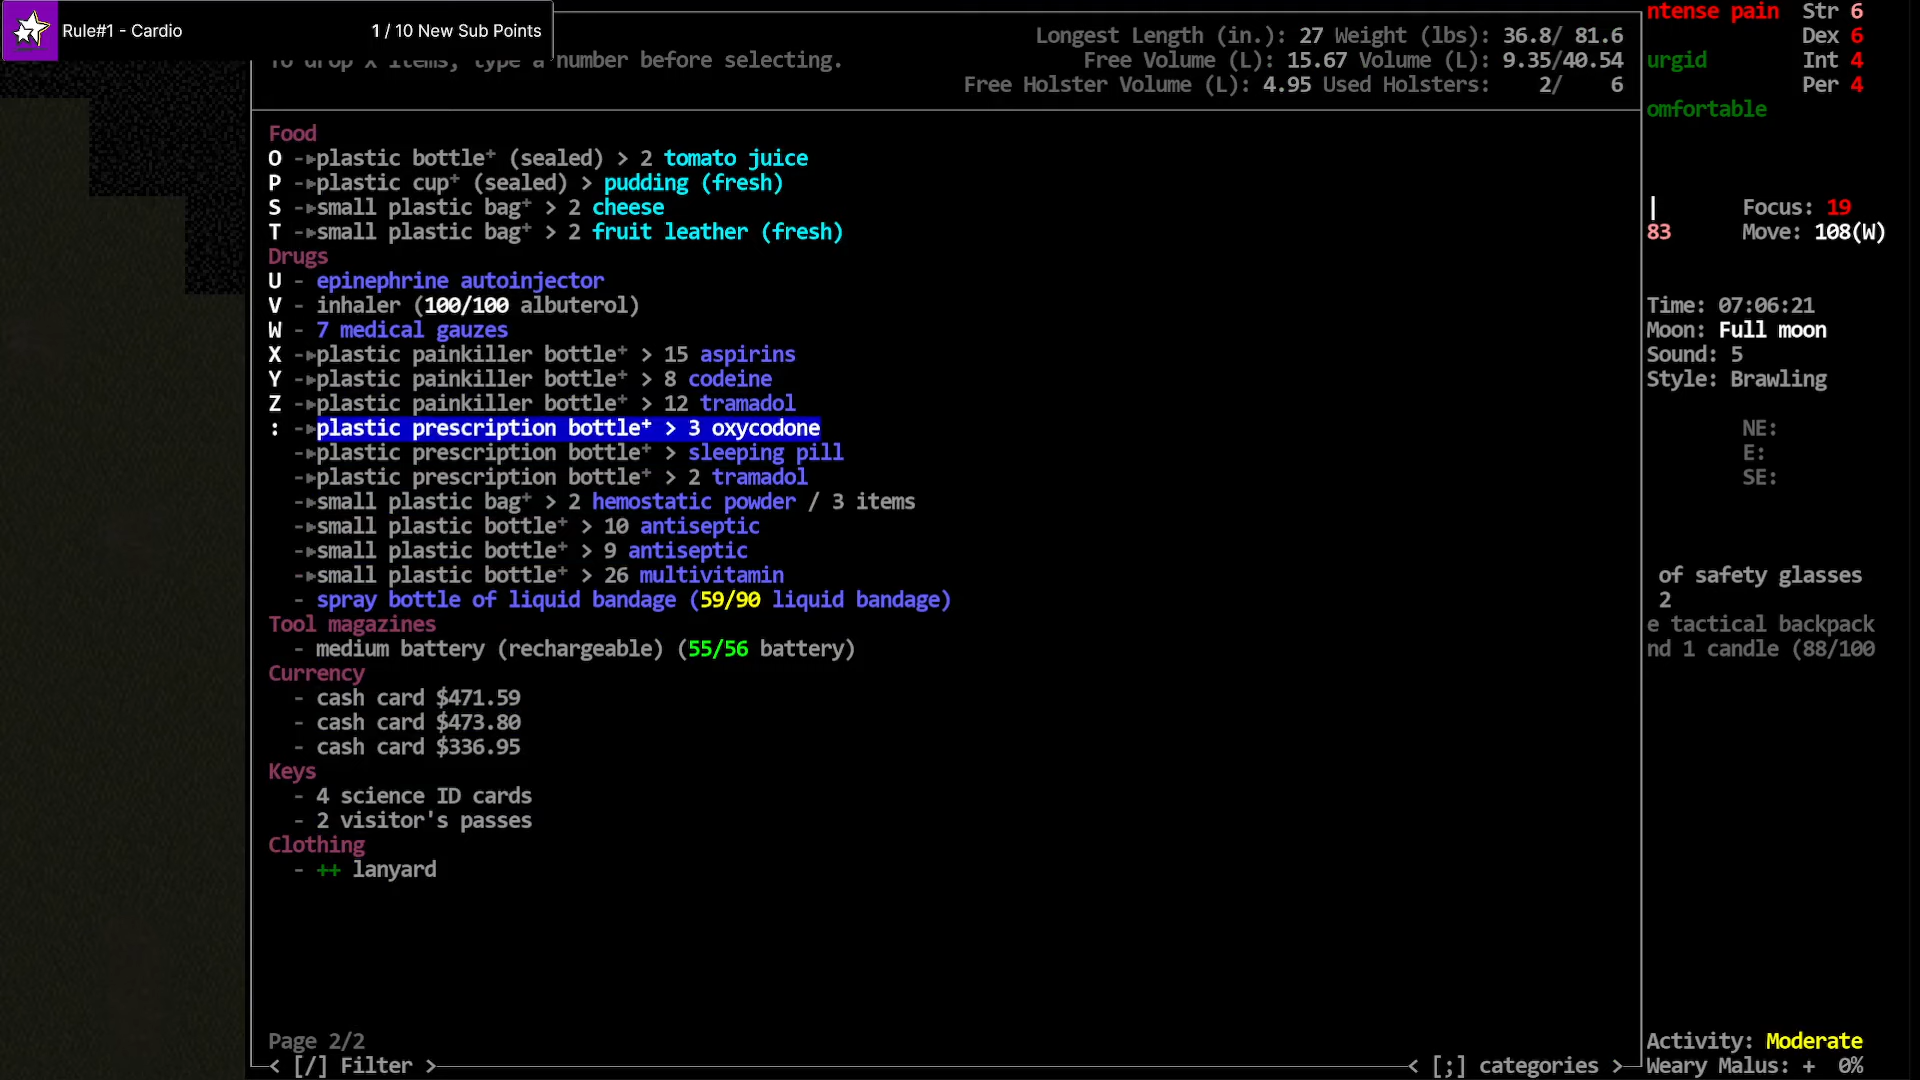 Rule#1 - Cardio 1 / 10 New Sub Points
To drop x items, type a number before selecting.
Longest Length (in.): 27 Weight (lbs): 36.8/ 81.6
Free Volume (L): 15.67 Volume (L): 9.35/40.54
Free Holster Volume (L): 4.95 Used Holsters: 2/ 6
Food
O -▸plastic bottle⁺ (sealed) > 2 tomato juice
P -▸plastic cup⁺ (sealed) > pudding (fresh)
S -▸small plastic bag⁺ > 2 cheese
T -▸small plastic bag⁺ > 2 fruit leather (fresh)
Drugs
U - epinephrine autoinjector
V - inhaler (100/100 albuterol)
W - 7 medical gauzes
X -▸plastic painkiller bottle⁺ > 15 aspirins
Y -▸plastic painkiller bottle⁺ > 8 codeine
Z -▸plastic painkiller bottle⁺ > 12 tramadol
: -▸plastic prescription bottle⁺ > 3 oxycodone
-▸plastic prescription bottle⁺ > sleeping pill
-▸plastic prescription bottle⁺ > 2 tramadol
-▸small plastic bag⁺ > 2 hemostatic powder / 3 items
-▸small plastic bottle⁺ > 10 antiseptic
-▸small plastic bottle⁺ > 9 antiseptic
-▸small plastic bottle⁺ > 26 multivitamin
- spray bottle of liquid bandage (59/90 liquid bandage)
Tool magazines
- medium battery (rechargeable) (55/56 battery)
Currency
- cash card $471.59
- cash card $473.80
- cash card $336.95
Keys
- 4 science ID cards
- 2 visitor's passes
Clothing
- ++ lanyard
Page 2/2
< [/] Filter >
< [;] categories >
ntense pain Str 6
Dex 6
urgid Int 4
Per 4
omfortable
| Focus: 19
83 Move: 108(W)
Time: 07:06:21
Moon: Full moon
Sound: 5
Style: Brawling
NE:
E:
SE:
of safety glasses
2
e tactical backpack
nd 1 candle (88/100
Activity: Moderate
Weary Malus: + 0%